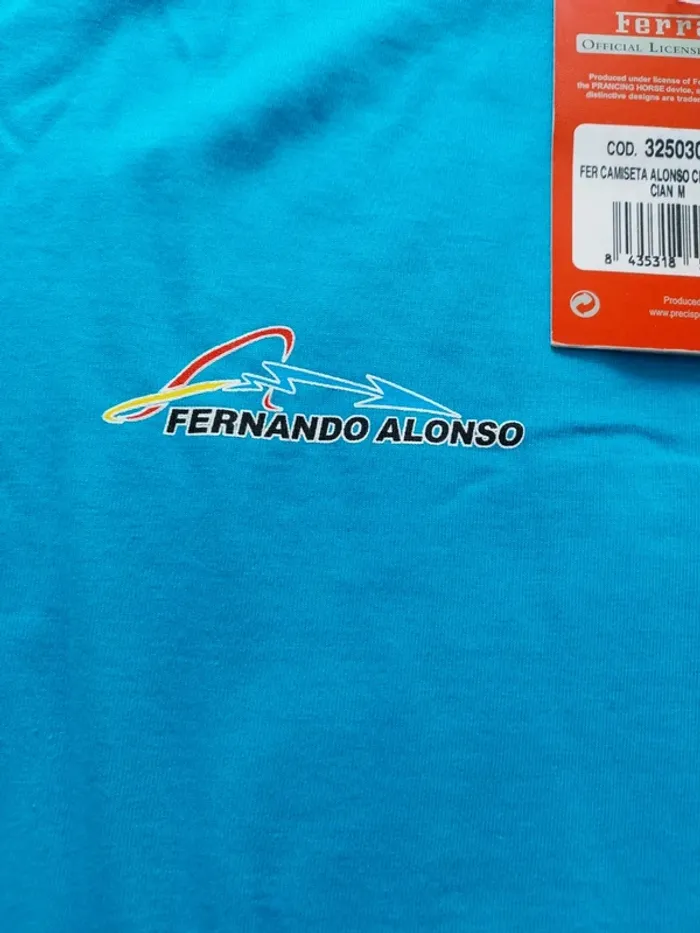 Ferra
OFFICIAL LICENS
Produced under license of Fe
the PRANCING HORSE device, a
distinctive designs are trade
COD. 325030
FER CAMISETA ALONSO C
CIAN M
8 435318
Produced
www.precisp
FERNANDO ALONSO